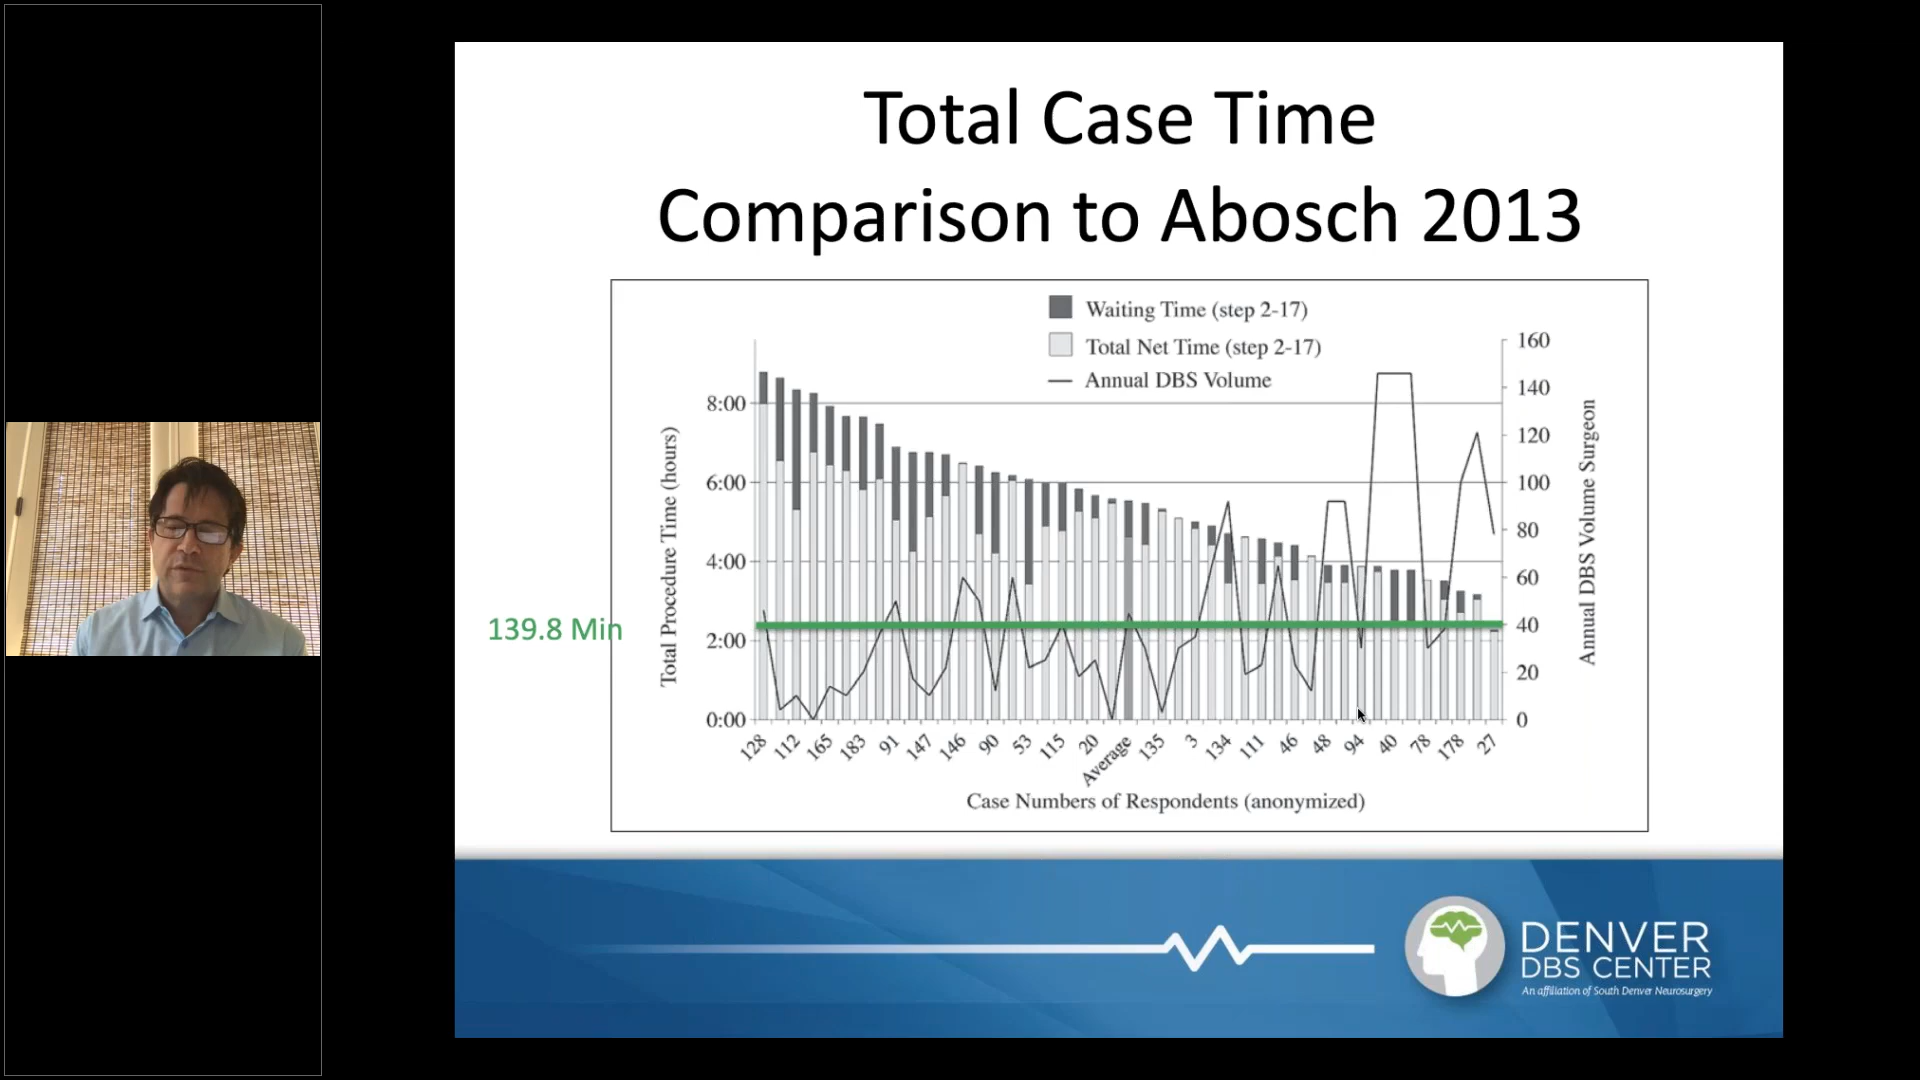 Total Case Time
Comparison to Abosch 2013
Waiting Time (step 2-17)
Total Net Time (step 2-17)
Annual DBS Volume
Total Procedure Time (hours)
8:00
6:00
4:00
2:00
0:00
139.8 Min
160
140
120
100
80
60
40
20
0
Annual DBS Volume Surgeon
128 112 165 183 91 147 146 90 53 115 20 Average 135 3 134 111 46 48 94 40 78 178 27
Case Numbers of Respondents (anonymized)
DENVER
DBS CENTER
An affiliation of South Denver Neurosurgery